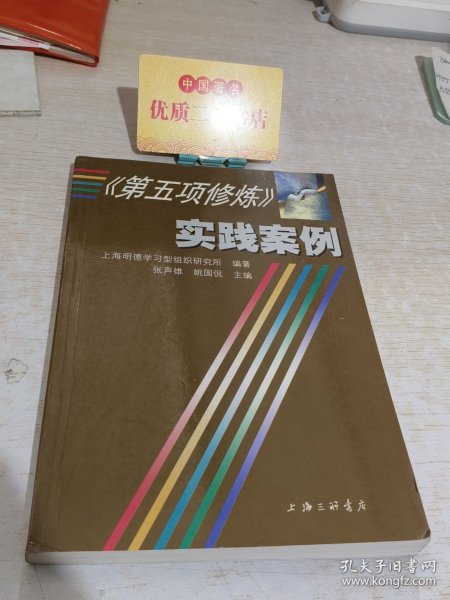 中国著名
优质二手书店
《第五项修炼》
实践案例
上海明德学习型组织研究所 编著
张声雄 姚国侃 主编
上海三联书店
孔夫子旧书网
www.kongfz.com